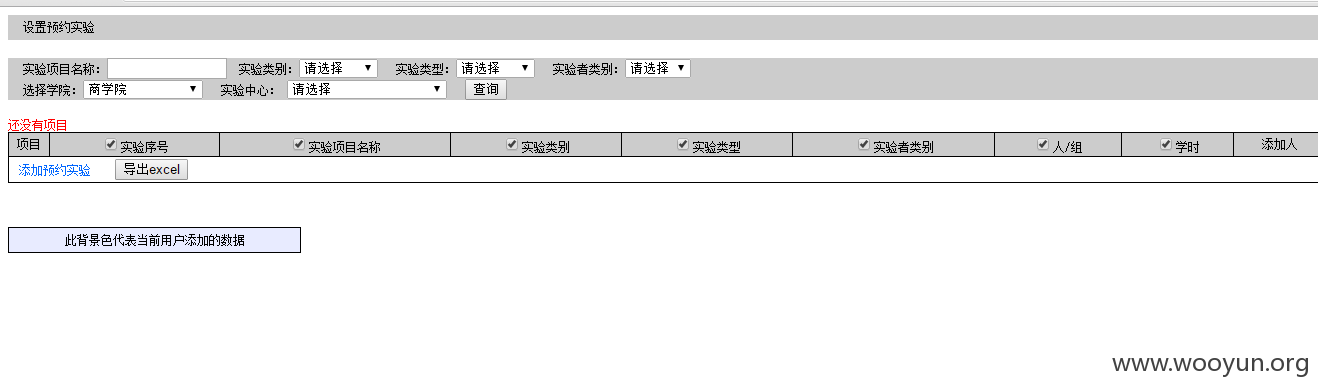 设置预约实验
实验项目名称： 实验类别： 请选择 实验类型： 请选择 实验者类别： 请选择
选择学院： 商学院 实验中心： 请选择 查询
还没有项目
项目 实验序号 实验项目名称 实验类别 实验类型 实验者类别 人/组 学时 添加人
添加预约实验 导出excel
此背景色代表当前用户添加的数据
www.wooyun.org